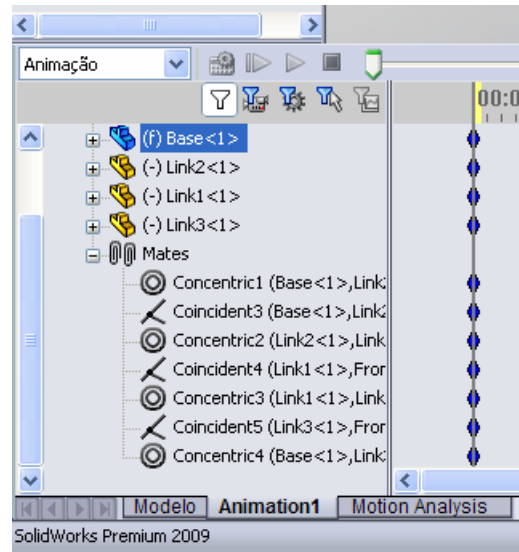 Animação
00:0
(f) Base<1>
(-) Link2<1>
(-) Link1<1>
(-) Link3<1>
Mates
Concentric1 (Base<1>,Link
Coincident3 (Base<1>,Link2
Concentric2 (Link2<1>,Link
Coincident4 (Link1<1>,Fror
Concentric3 (Link1<1>,Link
Coincident5 (Link3<1>,Fror
Concentric4 (Base<1>,Link
Modelo Animation1 Motion Analysis
SolidWorks Premium 2009